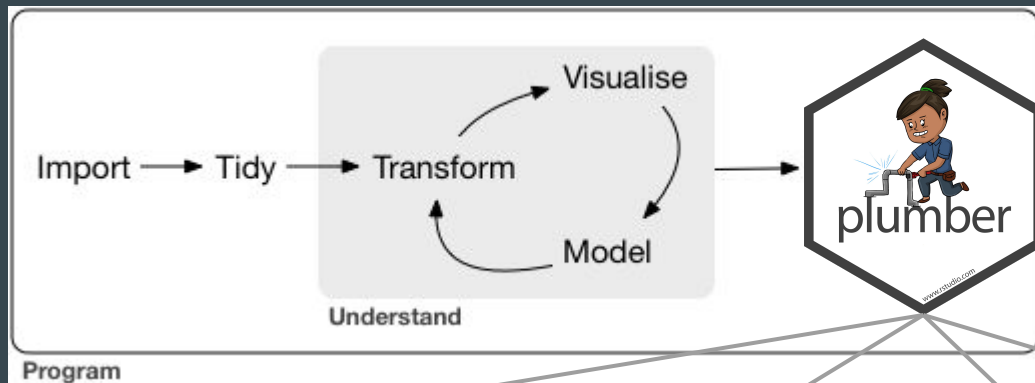 Visualise
Import
Tidy
Transform
Model
Understand
Program
plumber
www.rstudio.com